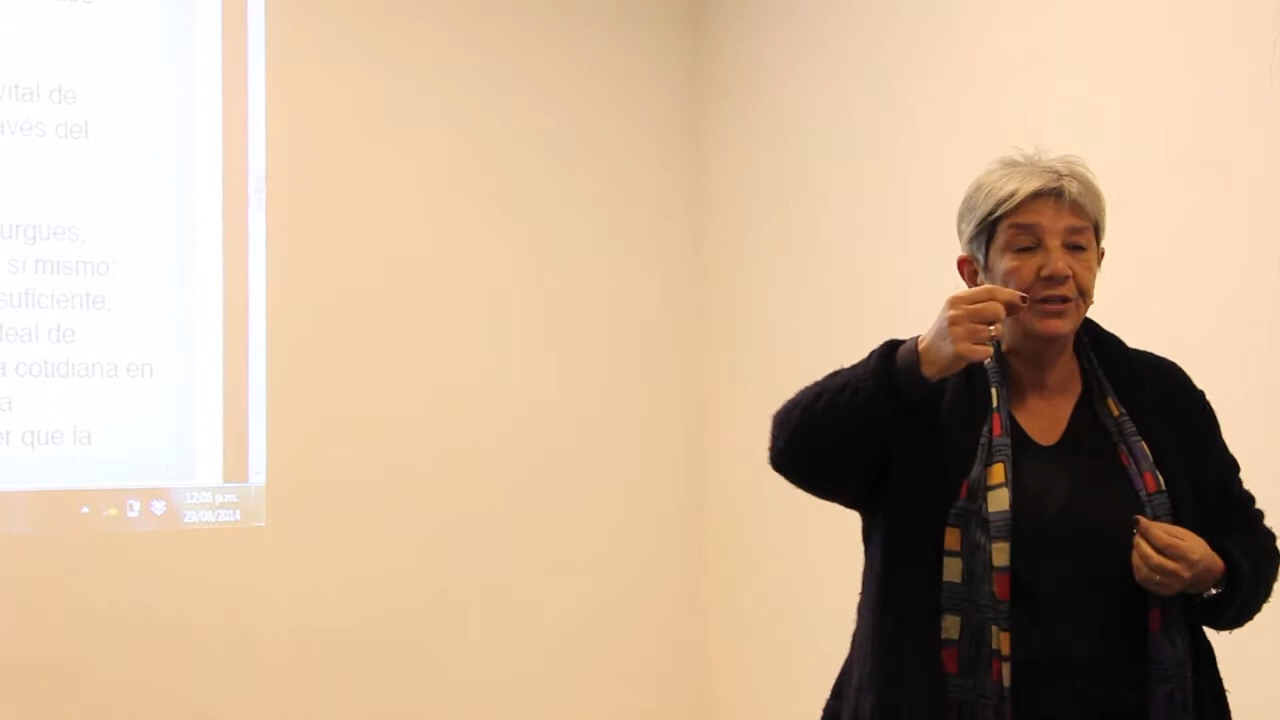 vital de
avés del
urgues,
si mismo:
suficiente,
deal de
a cotidiana en
a
er que la
12:06 p.m.
29/08/2014